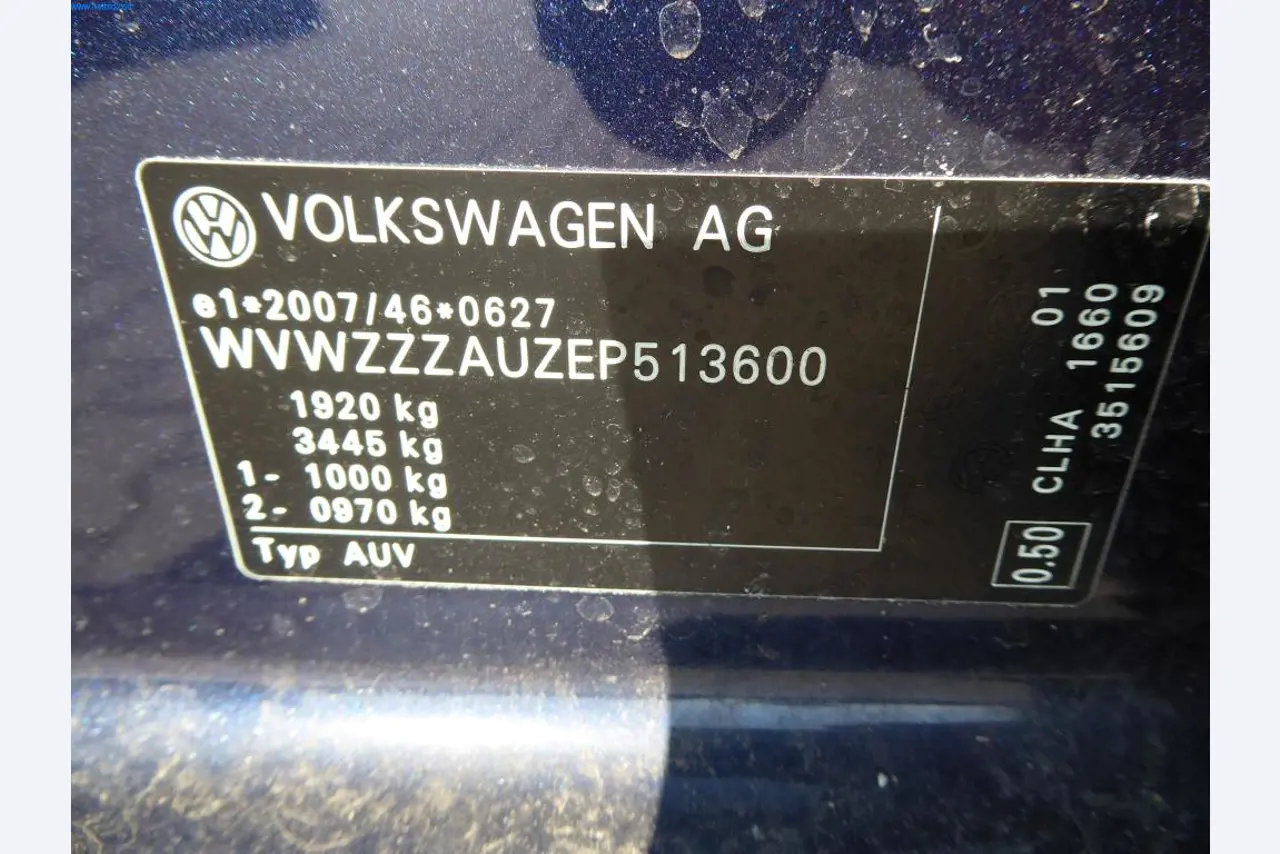 VOLKSWAGEN AG
e1*2007/46*0627
WVWZZZAUZEP513600
1920 kg
3445 kg
1- 1000 kg
2- 0970 kg
Typ AUV
01
CLHA 1660
3515609
0.50